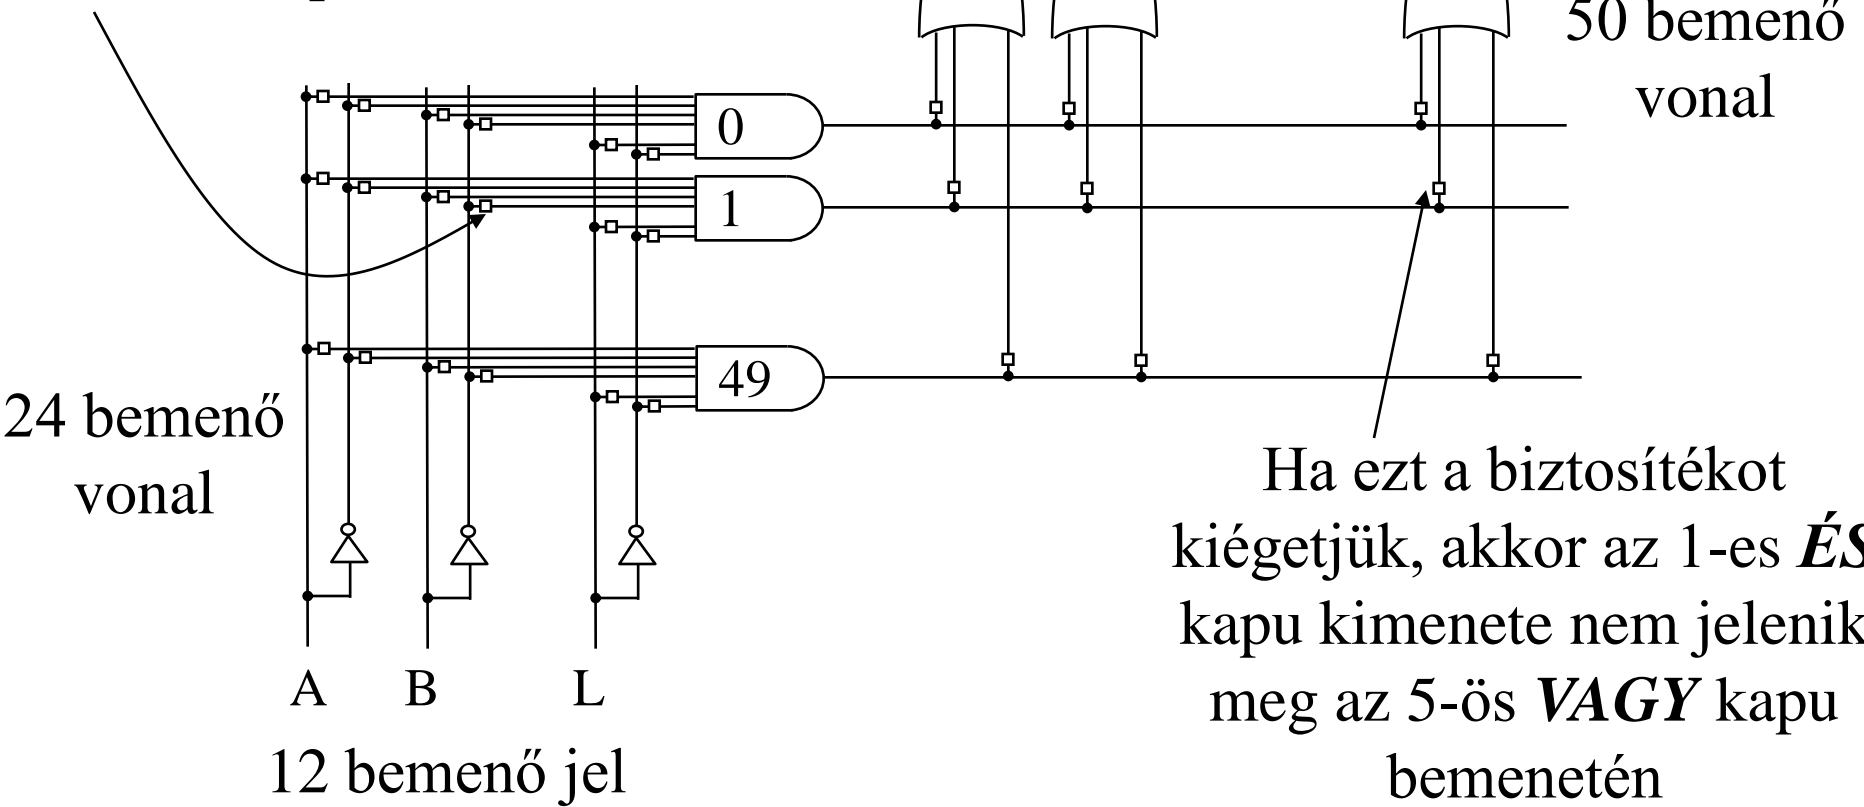 50 bemenő
vonal
0
1
49
24 bemenő
vonal
A B L
12 bemenő jel
Ha ezt a biztosítékot
kiégetjük, akkor az 1-es ÉS
kapu kimenete nem jelenik
meg az 5-ös VAGY kapu
bemenetén